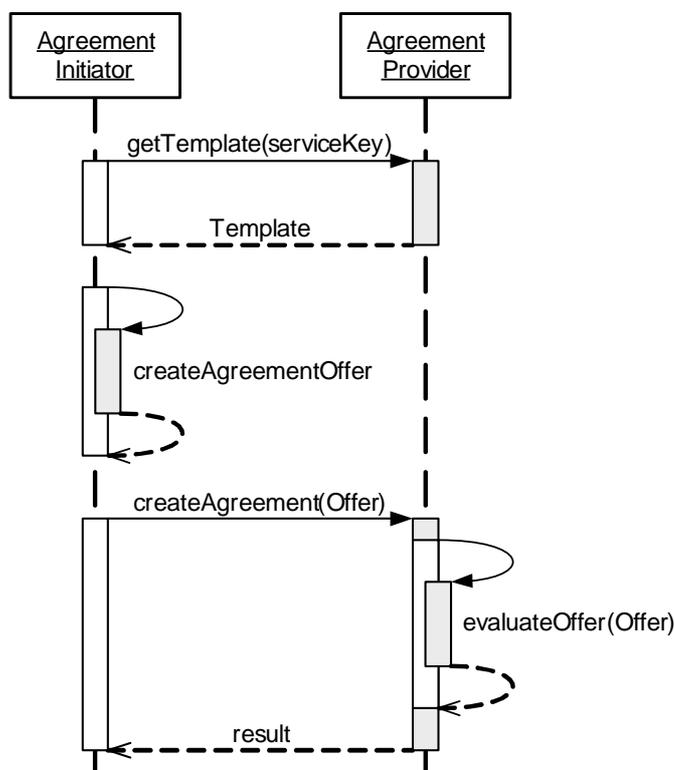 Agreement
Initiator
Agreement
Provider
getTemplate(serviceKey)
Template
createAgreementOffer
createAgreement(Offer)
evaluateOffer(Offer)
result